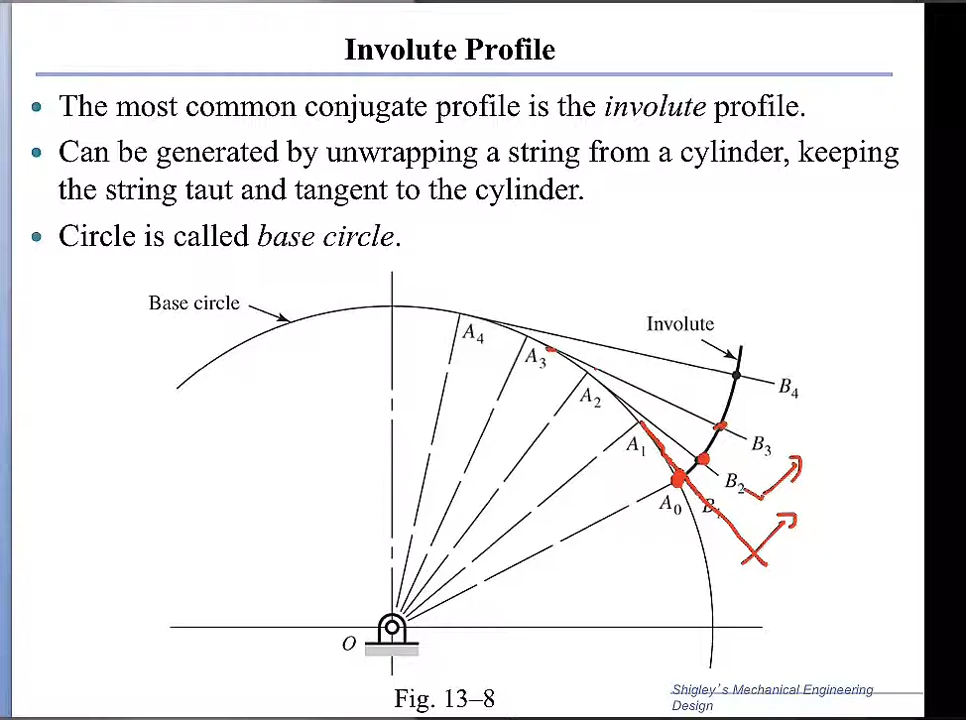 Involute Profile
• The most common conjugate profile is the involute profile.
• Can be generated by unwrapping a string from a cylinder, keeping
the string taut and tangent to the cylinder.
• Circle is called base circle.
Base circle
Involute
A4
A3
B4
A2
A1
B3
B2
A0
B1
O
Fig. 13–8
Shigley's Mechanical Engineering
Design